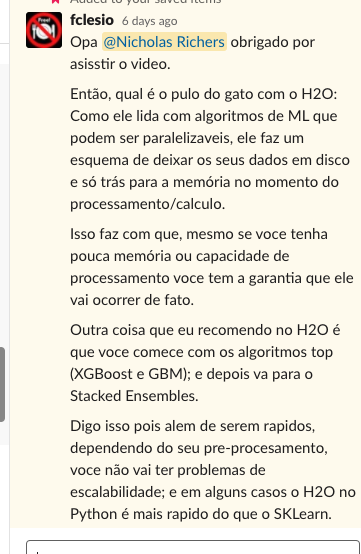 Added to your saved items
fclesio 6 days ago
Opa @Nicholas Richers obrigado por
asisstir o video.
Então, qual é o pulo do gato com o H2O:
Como ele lida com algoritmos de ML que
podem ser paralelizaveis, ele faz um
esquema de deixar os seus dados em disco
e só trás para a memória no momento do
processamento/calculo.
Isso faz com que, mesmo se voce tenha
pouca memória ou capacidade de
processamento voce tem a garantia que ele
vai ocorrer de fato.
Outra coisa que eu recomendo no H2O é
que voce comece com os algoritmos top
(XGBoost e GBM); e depois va para o
Stacked Ensembles.
Digo isso pois alem de serem rapidos,
dependendo do seu pre-procesamento,
voce não vai ter problemas de
escalabilidade; e em alguns casos o H2O no
Python é mais rapido do que o SKLearn.